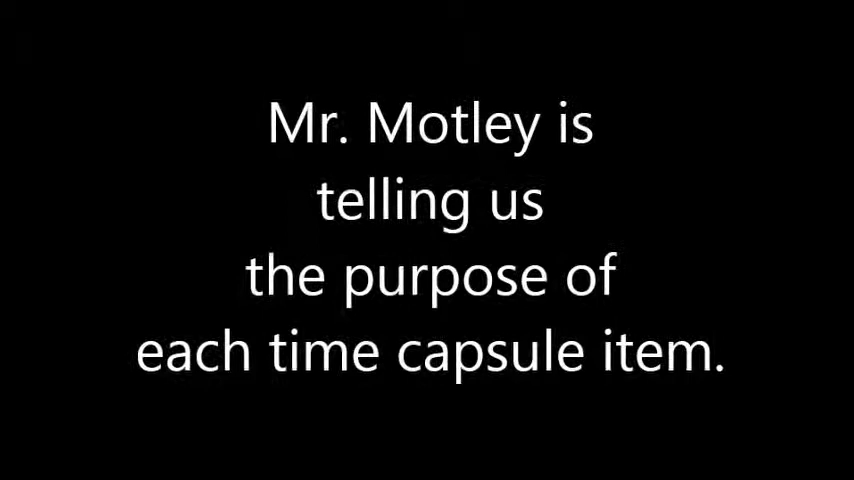 Mr. Motley is
telling us
the purpose of
each time capsule item.